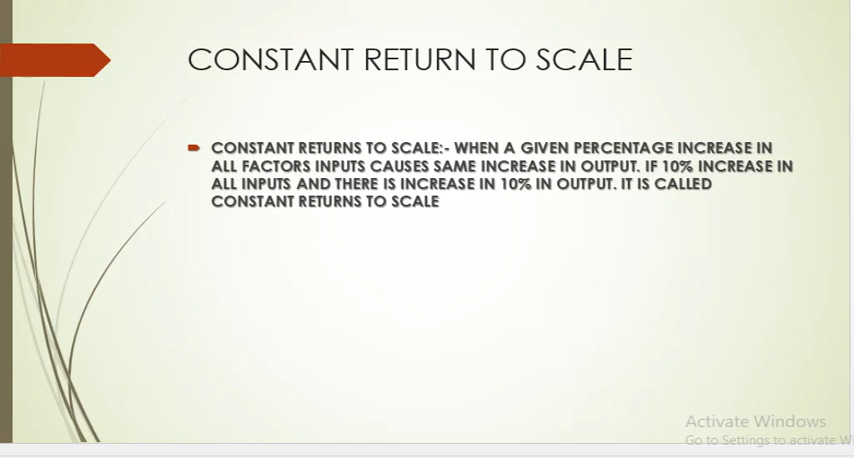 CONSTANT RETURN TO SCALE
CONSTANT RETURNS TO SCALE:- WHEN A GIVEN PERCENTAGE INCREASE IN
ALL FACTORS INPUTS CAUSES SAME INCREASE IN OUTPUT. IF 10% INCREASE IN
ALL INPUTS AND THERE IS INCREASE IN 10% IN OUTPUT. IT IS CALLED
CONSTANT RETURNS TO SCALE
Activate Windows
Go to Settings to activate W